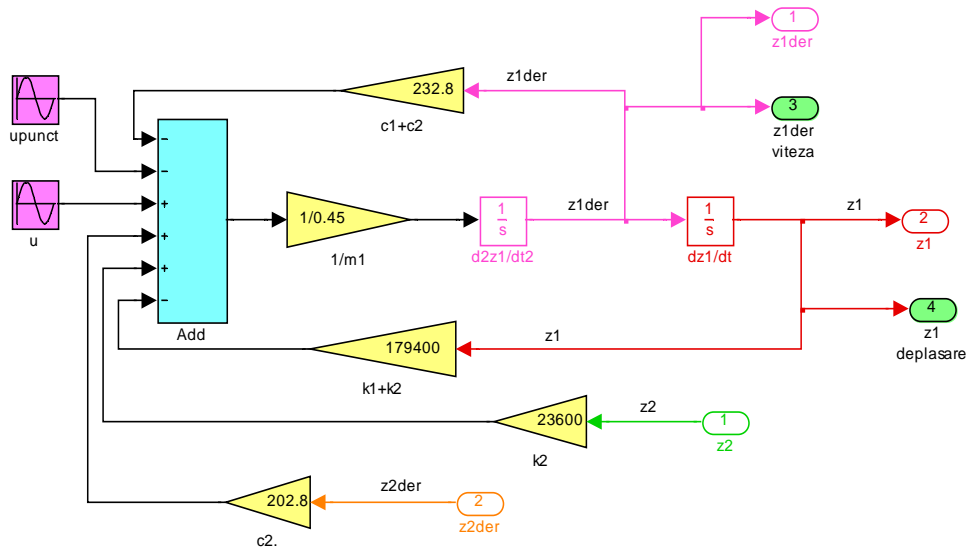 1
z1der
z1der
232.8
c1+c2
3
z1der
viteza
upunct
u
−
−
+
+
+
−
Add
1/0.45
1/m1
1
s
d2z1/dt2
z1der
1
s
dz1/dt
z1
2
z1
4
z1
deplasare
z1
179400
k1+k2
z2
23600
k2
1
z2
z2der
202.8
c2.
2
z2der